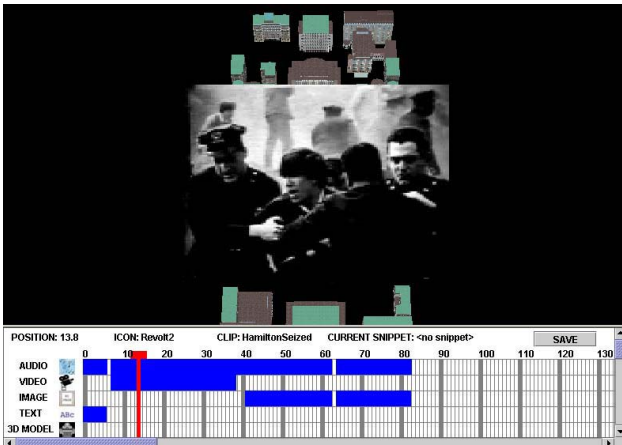 POSITION: 13.8 ICON: Revolt2 CLIP: HamiltonSeized CURRENT SNIPPET: <no snippet> SAVE
0 10 20 30 40 50 60 70 80 90 100 110 120 130
AUDIO
VIDEO
IMAGE
TEXT ABc
3D MODEL